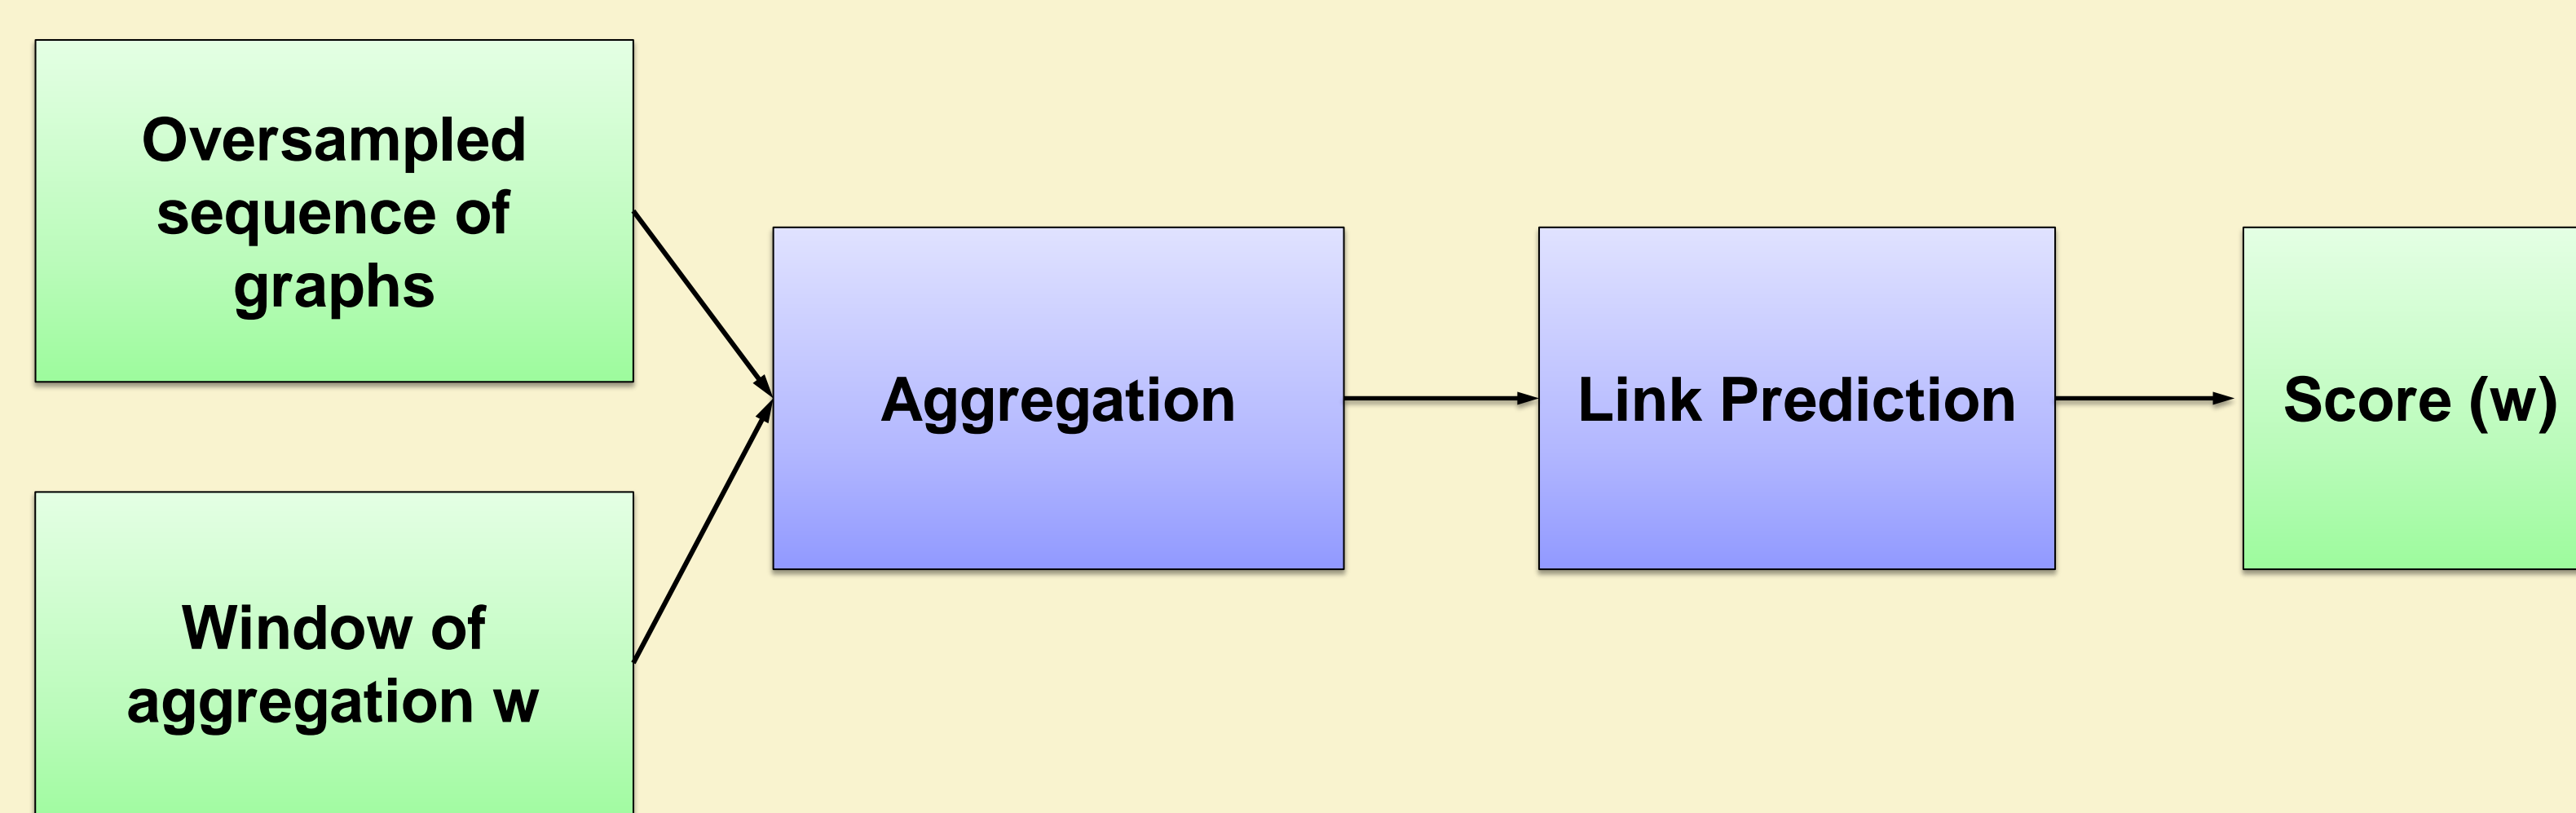 Oversampled
sequence of
graphs
Window of
aggregation w
Aggregation
Link Prediction
Score (w)